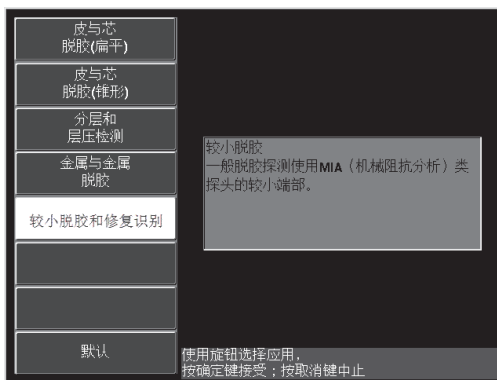 皮与芯
脱胶(扁平)
皮与芯
脱胶(锥形)
分层和
层压检测
金属与金属
脱胶
较小脱胶和修复识别
默认
较小脱胶
一般脱胶探测使用MIA（机械阻抗分析）类
探头的较小端部。
使用旋钮选择应用，
按确定键接受；按取消键中止